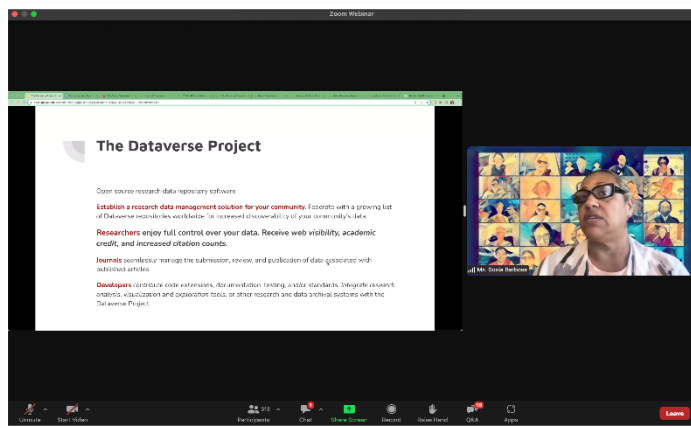 Zoom Webinar
The Dataverse Project
Open source research data repository software
Establish a research data management solution for your community. Federate with a growing list
of Dataverse repositories worldwide for increased discoverability of your community's data.
Researchers enjoy full control over your data. Receive web visibility, academic
credit, and increased citation counts.
Journals seamlessly manage the submission, review, and publication of data associated with
published articles.
Developers contribute code extensions, documentation, testing, and/or standards. Integrate research
analysis, visualization and exploration tools, or other research and data archival systems with the
Dataverse Project.
Ms. Sonia Barbosa
Unmute
Start Video
313
Participants
1
Chat
Share Screen
Record
Raise Hand
18
Q&A
Apps
Leave